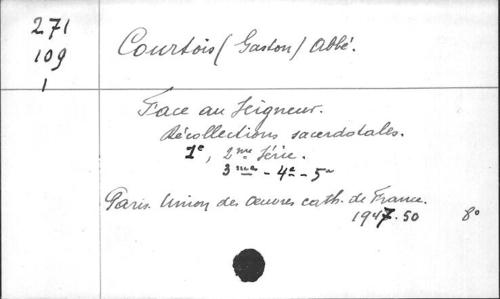 271
109
1
Courtois (Gaston) Abbé.
Face au Seigneur.
Récollections sacerdotales.
1e, 2me série.
3me - 4e - 5e
Paris. Union des Oeuvres cath. de France.
1947.50 8°